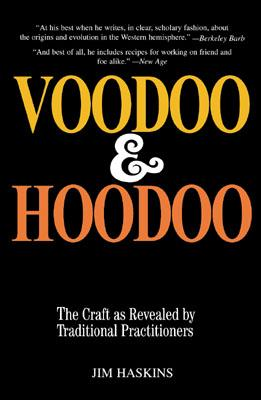 "At his best when he writes, in clear, scholary fashion, about
the origins and evolution in the Western hemisphere." —Berkeley Barb
"And best of all, he includes recipes for working on friend and
foe alike." —New Age
VOODOO
&
HOODOO
The Craft as Revealed by
Traditional Practitioners
JIM HASKINS